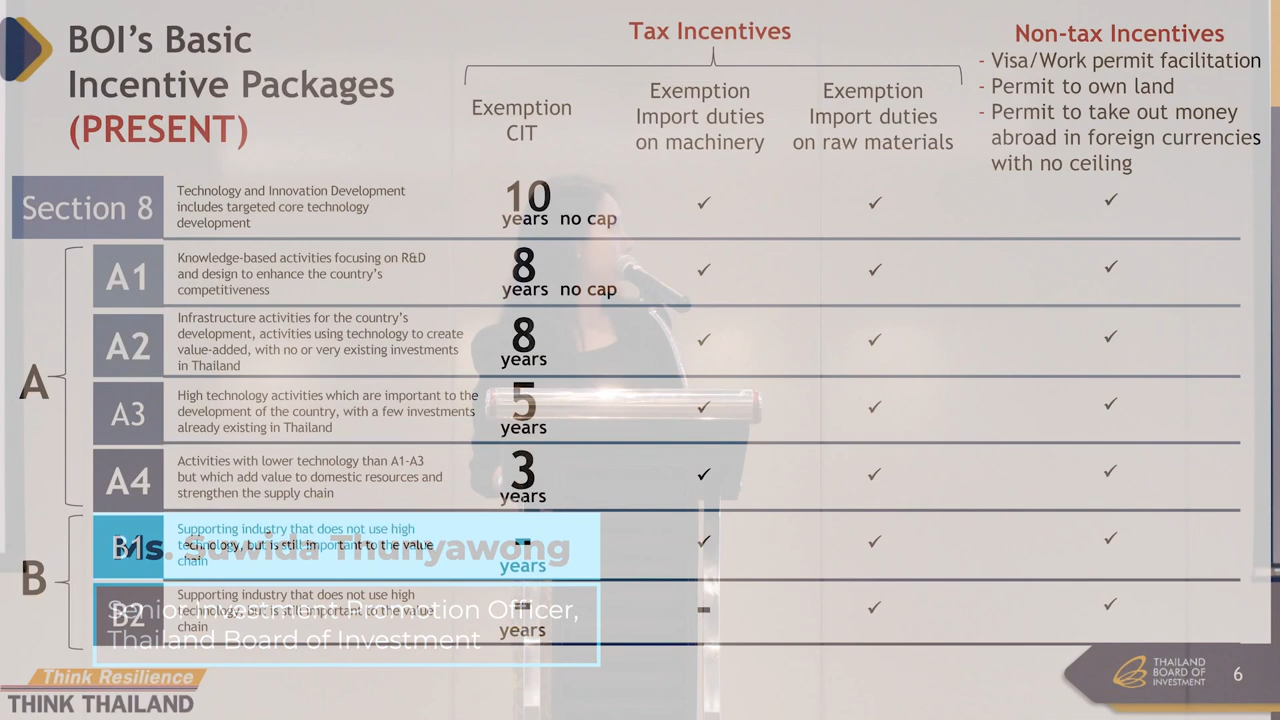 BOI's Basic
Incentive Packages
(PRESENT)
Tax Incentives
Exemption
CIT
Exemption
Import duties
on machinery
Exemption
Import duties
on raw materials
Non-tax Incentives
- Visa/Work permit facilitation
- Permit to own land
- Permit to take out money
abroad in foreign currencies
with no ceiling
Section 8
Technology and Innovation Development
includes targeted core technology
development
10
years no cap
✓ ✓ ✓
A
A1
Knowledge-based activities focusing on R&D
and design to enhance the country's
competitiveness
8
years no cap
✓ ✓ ✓
A2
Infrastructure activities for the country's
development, activities using technology to create
value-added, with no or very existing investments
in Thailand
8
years
✓ ✓ ✓
A3
High technology activities which are important to the
development of the country, with a few investments
already existing in Thailand
5
years
✓ ✓ ✓
A4
Activities with lower technology than A1-A3
but which add value to domestic resources and
strengthen the supply chain
3
years
✓ ✓ ✓
B
B1
Supporting industry that does not use high
technology, but is still important to the value
chain
-
years
✓ ✓ ✓
B2
Supporting industry that does not use high
technology, but is still important to the value
chain
-
years
- ✓ ✓
Ms. Suwida Thunyawong
Senior Investment Promotion Officer,
Thailand Board of Investment
Think Resilience
THINK THAILAND
THAILAND
BOARD OF
INVESTMENT
6